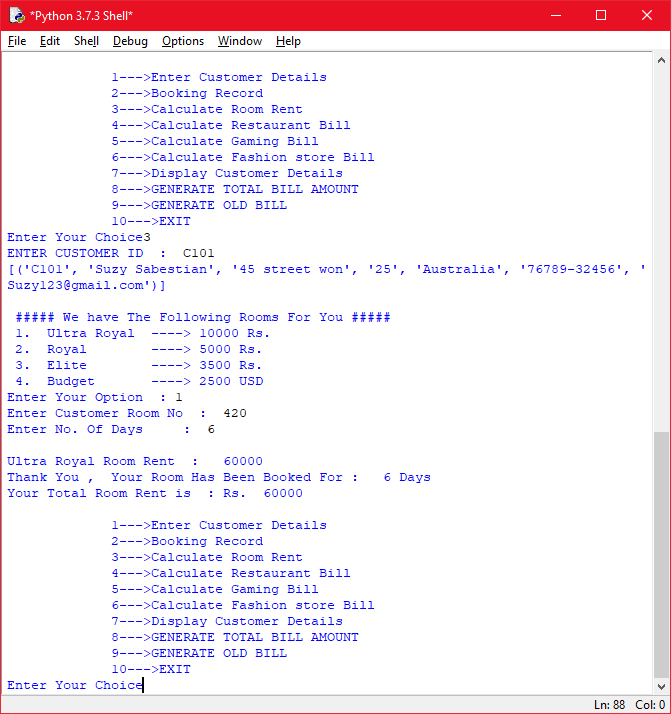 *Python 3.7.3 Shell*
File Edit Shell Debug Options Window Help
1--->Enter Customer Details
2--->Booking Record
3--->Calculate Room Rent
4--->Calculate Restaurant Bill
5--->Calculate Gaming Bill
6--->Calculate Fashion store Bill
7--->Display Customer Details
8--->GENERATE TOTAL BILL AMOUNT
9--->GENERATE OLD BILL
10--->EXIT
Enter Your Choice3
ENTER CUSTOMER ID  :  C101
[('C101', 'Suzy Sabestian', '45 street won', '25', 'Australia', '76789-32456', '
Suzy123@gmail.com')]
##### We have The Following Rooms For You #####
1.  Ultra Royal  ----> 10000 Rs.
2.  Royal        ----> 5000 Rs.
3.  Elite        ----> 3500 Rs.
4.  Budget       ----> 2500 USD
Enter Your Option  : 1
Enter Customer Room No  :  420
Enter No. Of Days     :  6
Ultra Royal Room Rent  :   60000
Thank You ,  Your Room Has Been Booked For :   6 Days
Your Total Room Rent is  : Rs.  60000
1--->Enter Customer Details
2--->Booking Record
3--->Calculate Room Rent
4--->Calculate Restaurant Bill
5--->Calculate Gaming Bill
6--->Calculate Fashion store Bill
7--->Display Customer Details
8--->GENERATE TOTAL BILL AMOUNT
9--->GENERATE OLD BILL
10--->EXIT
Enter Your Choice
Ln: 88 Col: 0